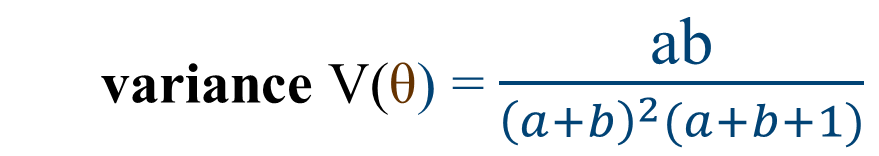 variance V(θ) = ab / (a+b)²(a+b+1)